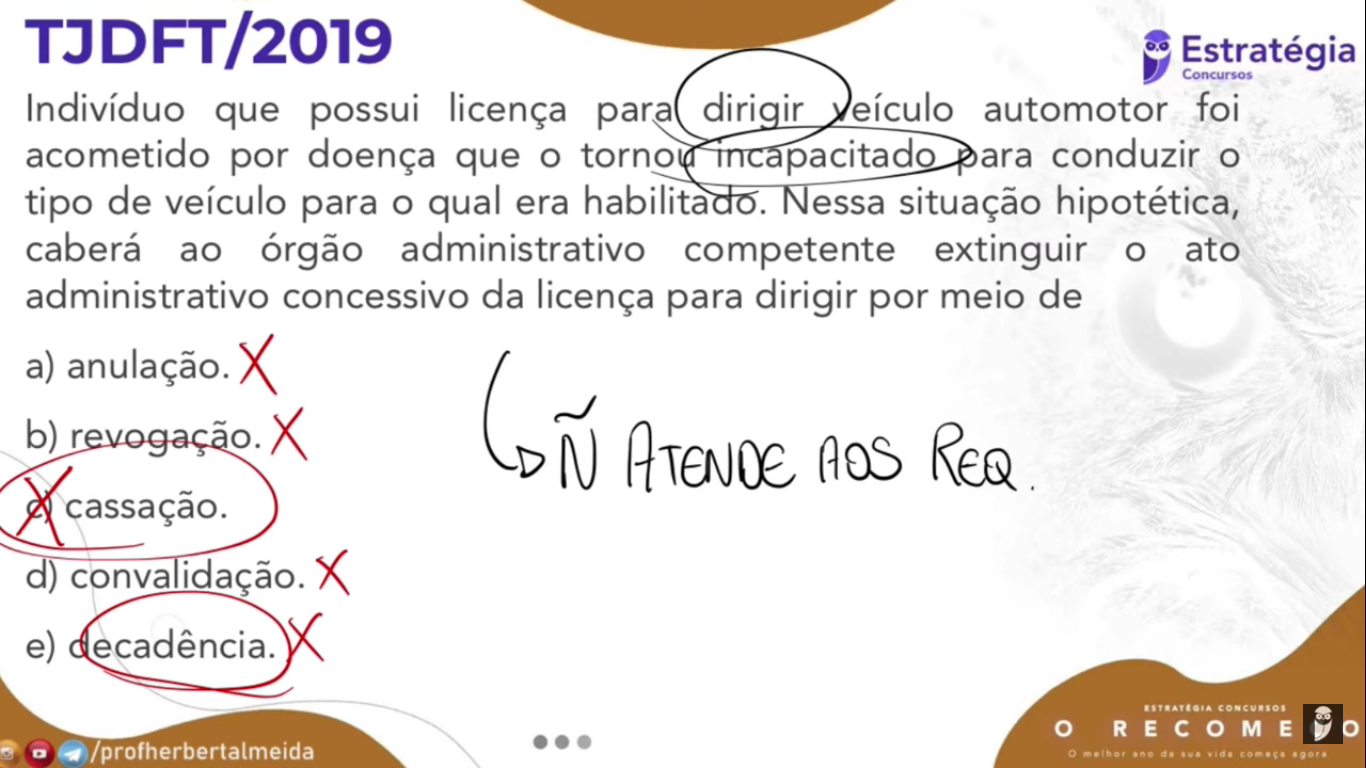 TJDFT/2019
Estratégia
Concursos
Indivíduo que possui licença para dirigir veículo automotor foi
acometido por doença que o tornou incapacitado para conduzir o
tipo de veículo para o qual era habilitado. Nessa situação hipotética,
caberá ao órgão administrativo competente extinguir o ato
administrativo concessivo da licença para dirigir por meio de
a) anulação. X
b) revogação. X
c) cassação.
d) convalidação. X
e) decadência. X
Ñ ATENDE AOS REQ.
/profherbertalmeida
ESTRATÉGIA CONCURSOS
O RECOMEÇO
O melhor ano da sua vida começa agora